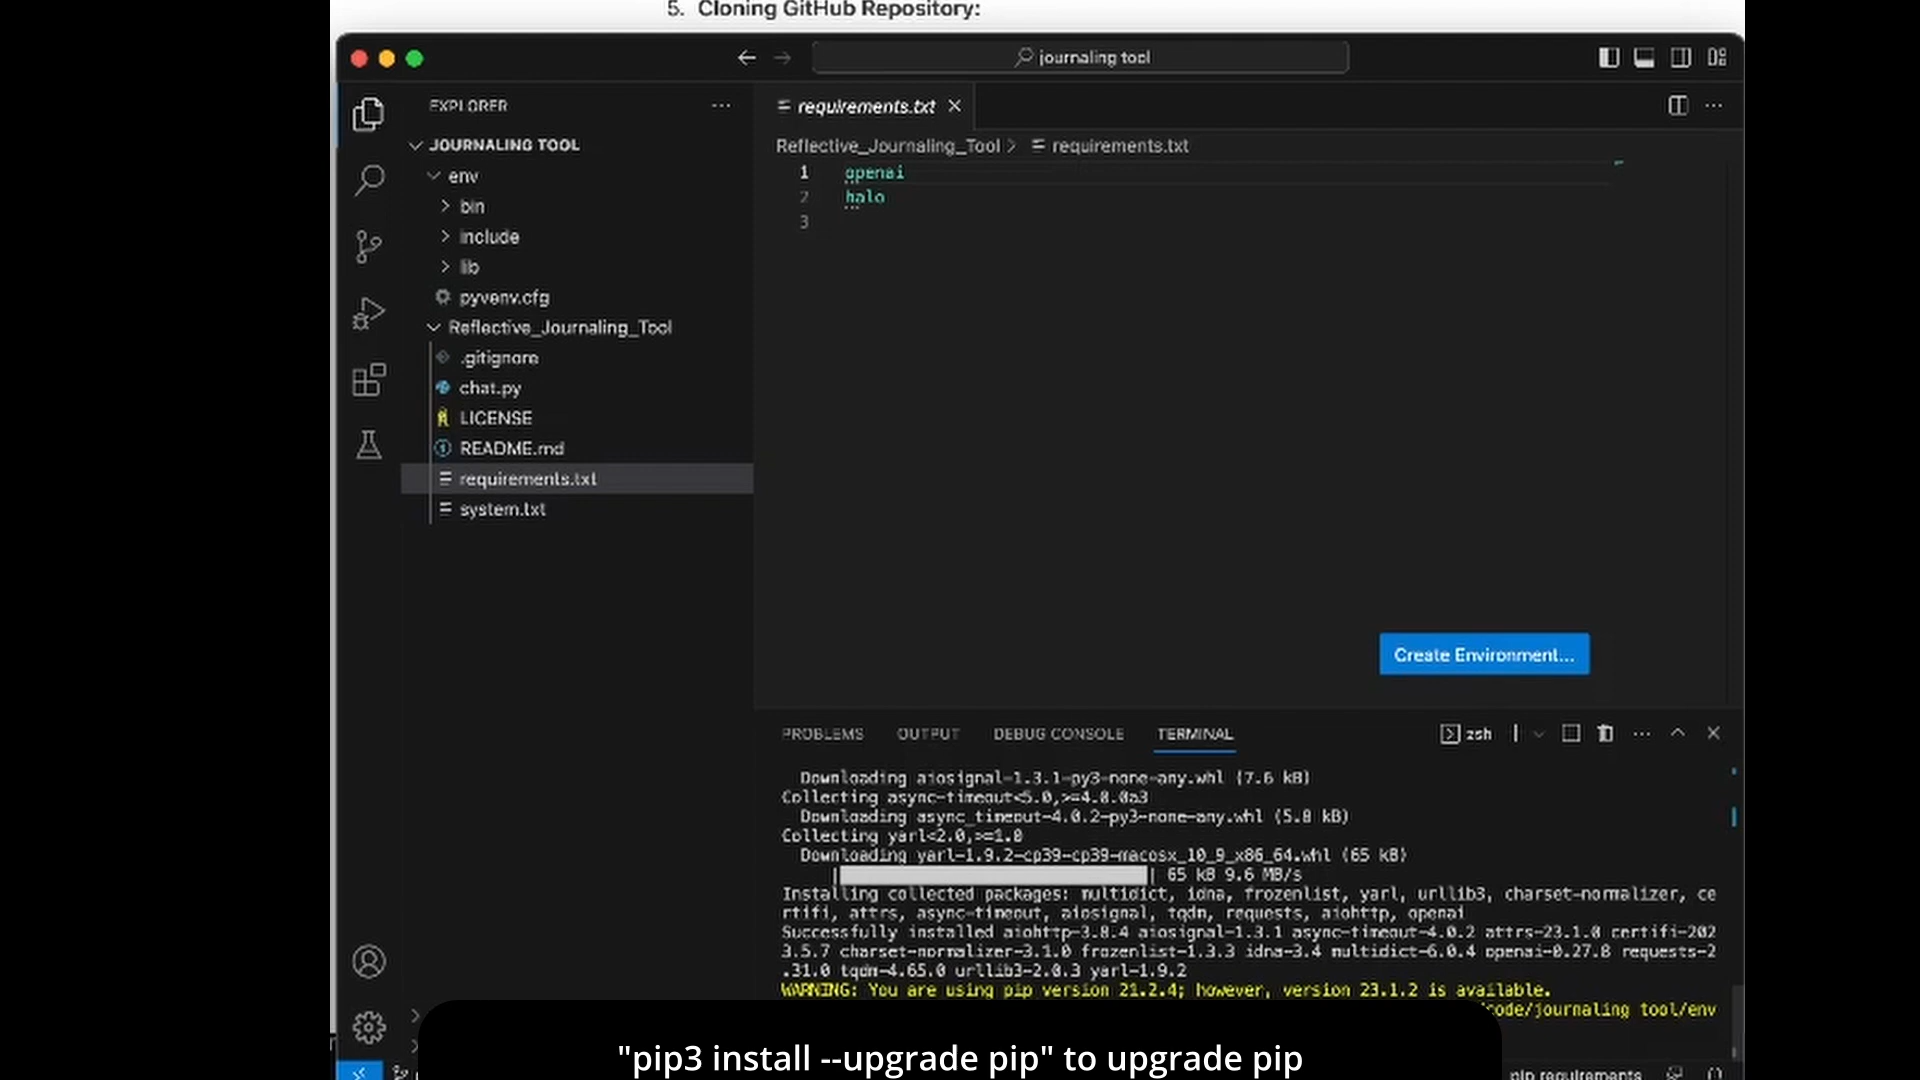 5. Cloning GitHub Repository:
journaling tool
EXPLORER
JOURNALING TOOL
env
bin
include
lib
pyvenv.cfg
Reflective_Journaling_Tool
.gitignore
chat.py
LICENSE
README.md
requirements.txt
system.txt
requirements.txt
Reflective_Journaling_Tool > requirements.txt
1 openai
2 halo
3
Create Environment...
PROBLEMS OUTPUT DEBUG CONSOLE TERMINAL zsh
Downloading aiosignal-1.3.1-py3-none-any.whl (7.6 kB)
Collecting async-timeout<5.0,>=4.0.0a3
Downloading async_timeout-4.0.2-py3-none-any.whl (5.8 kB)
Collecting yarl<2.0,>=1.0
Downloading yarl-1.9.2-cp39-cp39-macosx_10_9_x86_64.whl (65 kB)
65 kB 9.6 MB/s
Installing collected packages: multidict, idna, frozenlist, yarl, urllib3, charset-normalizer, ce
rtifi, attrs, async-timeout, aiosignal, tqdm, requests, aiohttp, openai
Successfully installed aiohttp-3.8.4 aiosignal-1.3.1 async-timeout-4.0.2 attrs-23.1.0 certifi-202
3.5.7 charset-normalizer-3.1.0 frozenlist-1.3.3 idna-3.4 multidict-6.0.4 openai-0.27.8 requests-2
.31.0 tqdm-4.65.0 urllib3-2.0.3 yarl-1.9.2
WARNING: You are using pip version 21.2.4; however, version 23.1.2 is available.
code/journaling tool/env
"pip3 install --upgrade pip" to upgrade pip
pip requirements